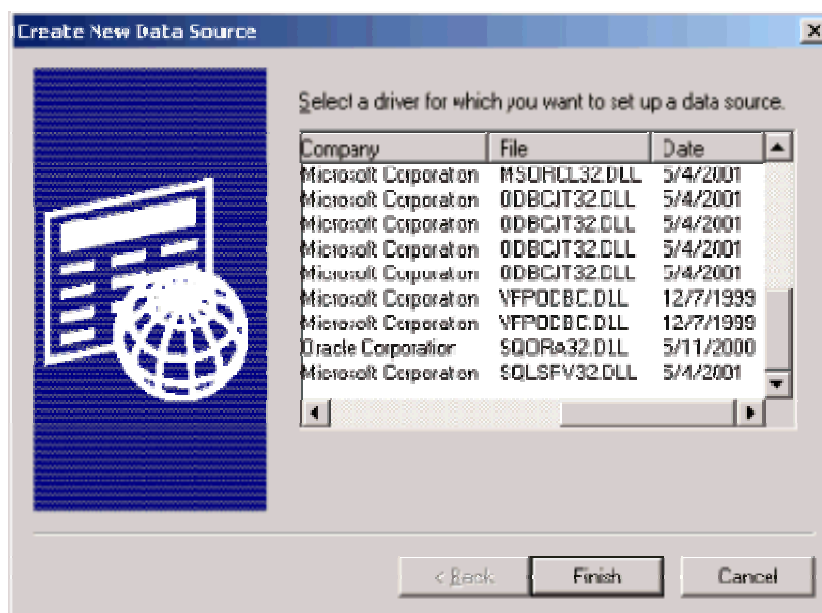 Create New Data Source
Select a driver for which you want to set up a data source.
Company File Date
Microsoft Corporation MSORCL32.DLL 5/4/2001
Microsoft Corporation ODBCJT32.DLL 5/4/2001
Microsoft Corporation ODBCJT32.DLL 5/4/2001
Microsoft Corporation ODBCJT32.DLL 5/4/2001
Microsoft Corporation ODBCJT32.DLL 5/4/2001
Microsoft Corporation VFPODBC.DLL 12/7/1999
Microsoft Corporation VFPODBC.DLL 12/7/1999
Oracle Corporation SQORA32.DLL 5/11/2000
Microsoft Corporation SQLSRV32.DLL 5/4/2001
< Back Finish Cancel